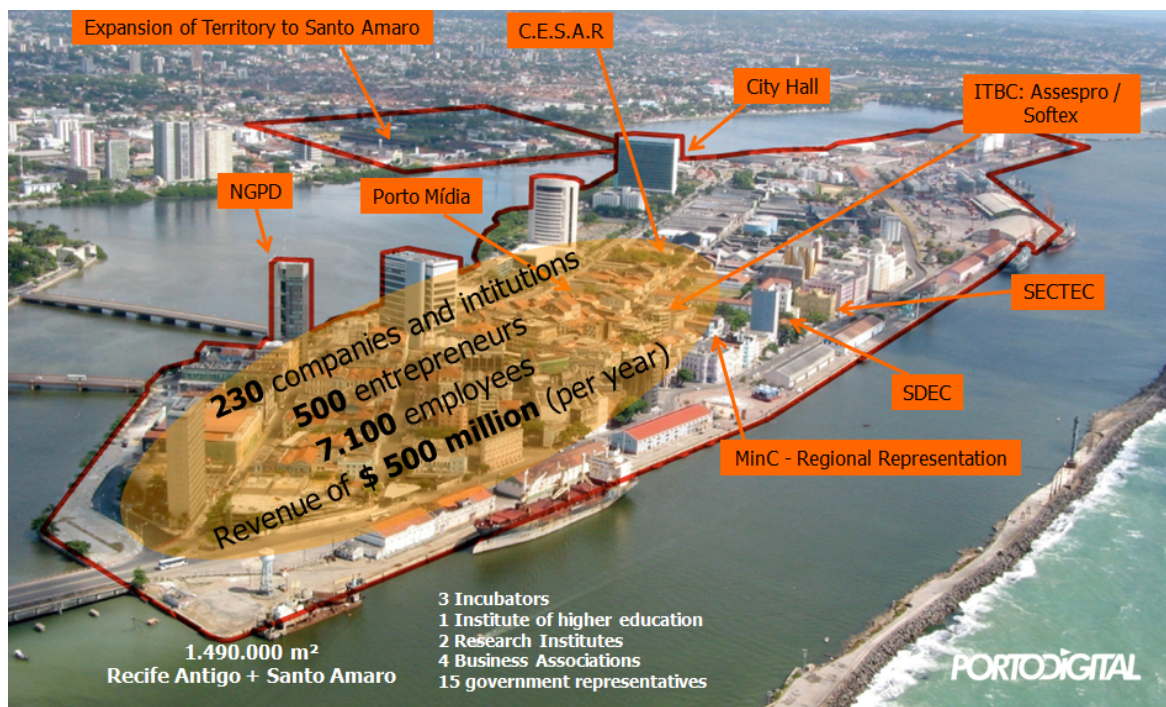 Expansion of Territory to Santo Amaro
C.E.S.A.R
City Hall
ITBC: Assespro /
Softex
NGPD
Porto Mídia
230 companies and intitutions
500 entrepreneurs
7.100 employees
Revenue of $ 500 million (per year)
SECTEC
SDEC
MinC - Regional Representation
3 Incubators
1 Institute of higher education
2 Research Institutes
4 Business Associations
15 government representatives
1.490.000 m²
Recife Antigo + Santo Amaro
PORTODIGITAL